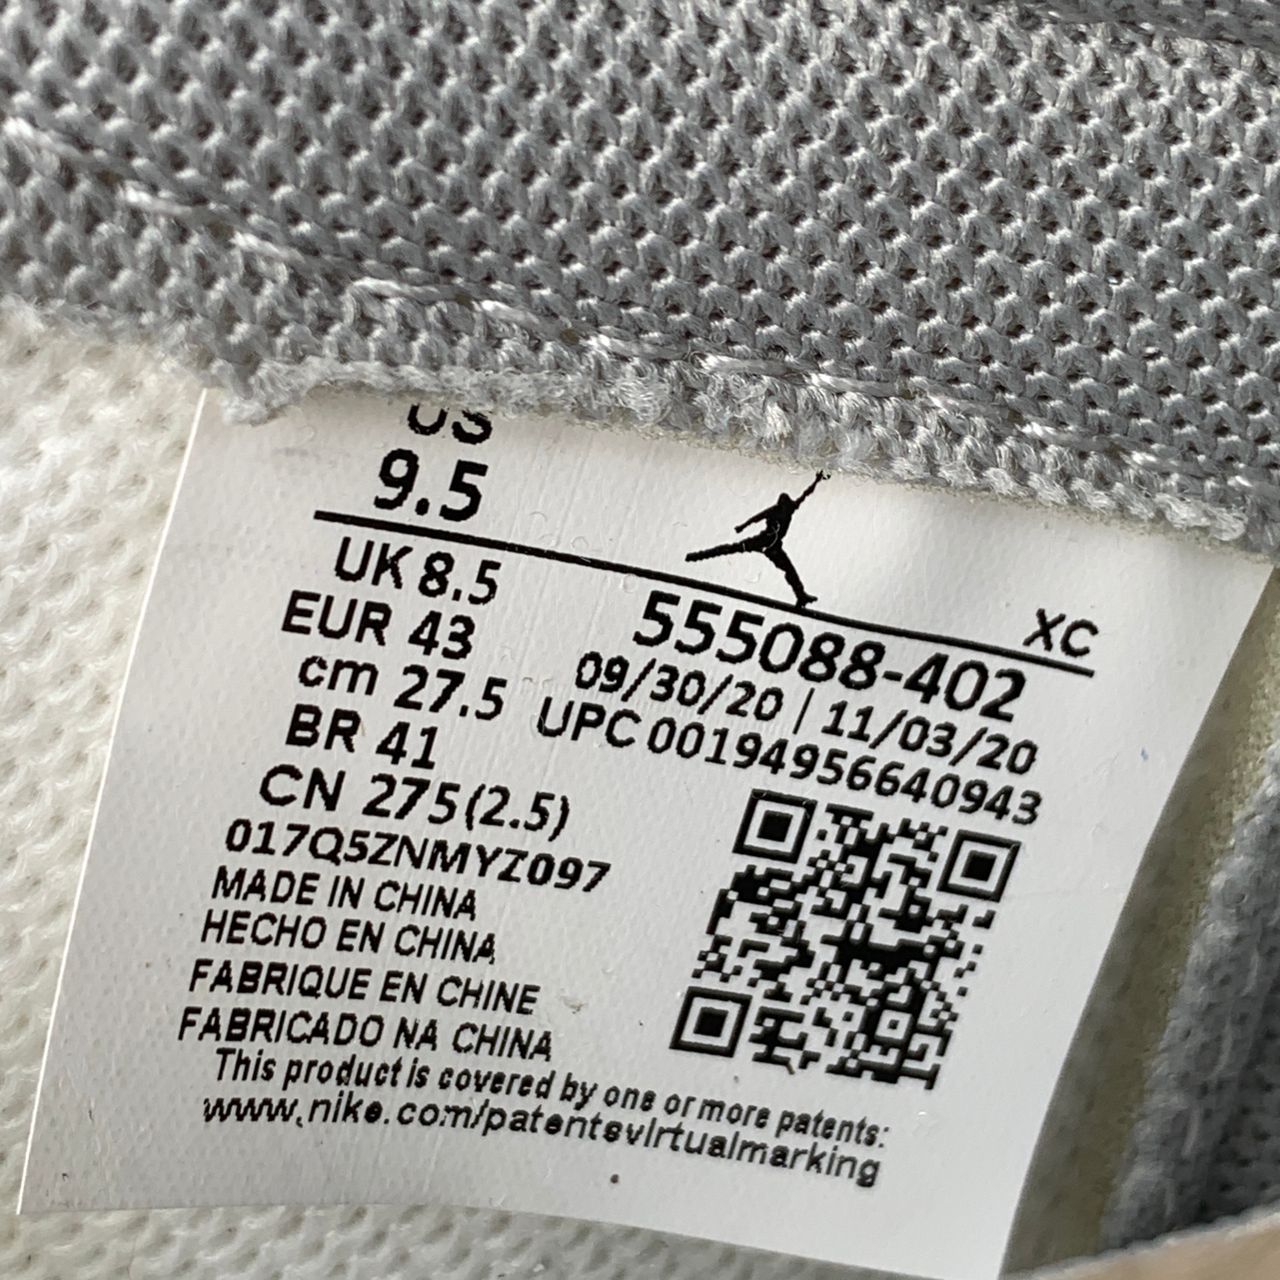 US
9.5
UK 8.5
EUR 43
cm 27.5
BR 41
CN 275(2.5)
017Q5ZNMYZ097
MADE IN CHINA
HECHO EN CHINA
FABRIQUE EN CHINE
FABRICADO NA CHINA
XC
555088-402
09/30/20 | 11/03/20
UPC 00194956640943
This product is covered by one or more patents:
www.nike.com/patentsvirtualmarking